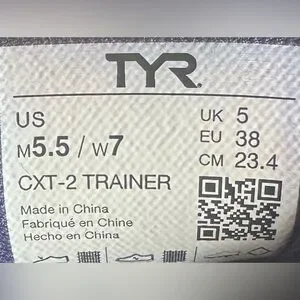 TYR
US
M5.5 / W7
CXT-2 TRAINER
Made in China
Fabriqué en Chine
Hecho en China
UK 5
EU 38
CM 23.4